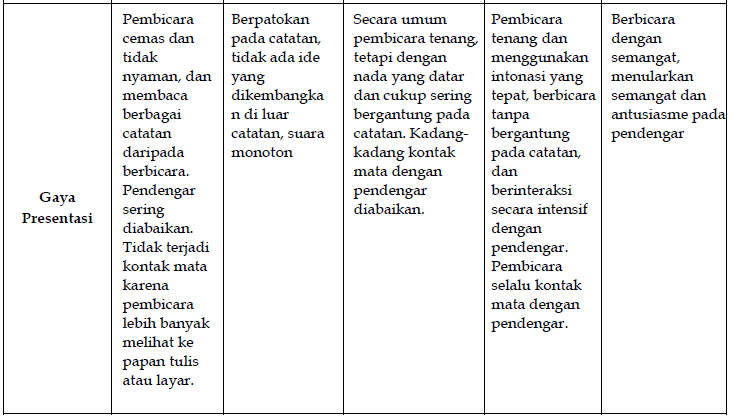 Gaya
Presentasi
Pembicara
cemas dan
tidak
nyaman, dan
membaca
berbagai
catatan
daripada
berbicara.
Pendengar
sering
diabaikan.
Tidak terjadi
kontak mata
karena
pembicara
lebih banyak
melihat ke
papan tulis
atau layar.
Berpatokan
pada catatan,
tidak ada ide
yang
dikembangka
n di luar
catatan, suara
monoton
Secara umum
pembicara tenang,
tetapi dengan
nada yang datar
dan cukup sering
bergantung pada
catatan. Kadang-
kadang kontak
mata dengan
pendengar
diabaikan.
Pembicara
tenang dan
menggunakan
intonasi yang
tepat, berbicara
tanpa
bergantung
pada catatan,
dan
berinteraksi
secara intensif
dengan
pendengar.
Pembicara
selalu kontak
mata dengan
pendengar.
Berbicara
dengan
semangat,
menularkan
semangat dan
antusiasme pada
pendengar